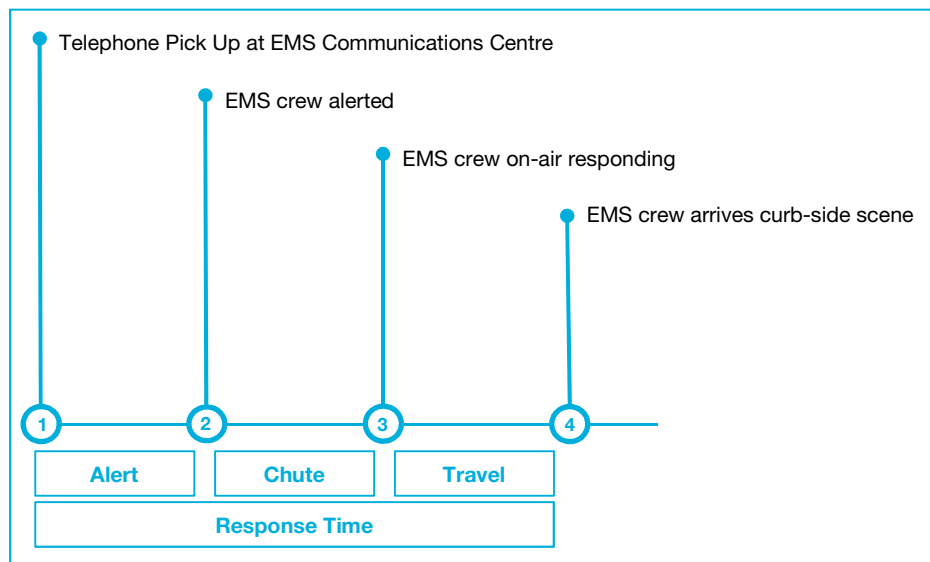 Telephone Pick Up at EMS Communications Centre
EMS crew alerted
EMS crew on-air responding
EMS crew arrives curb-side scene
1
2
3
4
Alert
Chute
Travel
Response Time